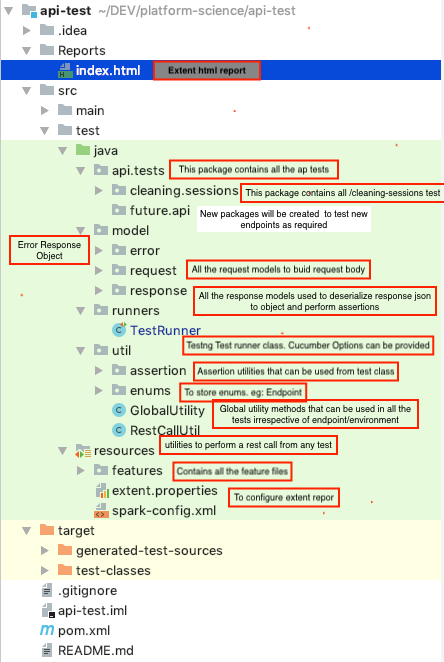 api-test ~/DEV/platform-science/api-test
.idea
Reports
index.html Extent html report
src
main
test
java
api.tests This package contains all the ap tests
cleaning.sessions This package contains all /cleaning-sessions test
future.api New packages will be created to test new
endpoints as required
model
Error Response
Object
error
request All the request models to buid request body
response All the response models used to deserialize response json
to object and perform assertions
runners
TestRunner
Testng Test runner class. Cucumber Options can be provided
util
assertion Assertion utilities that can be used from test class
enums To store enums. eg: Endpoint
GlobalUtility Global utility methods that can be used in all the
tests irrespective of endpoint/environment
RestCallUtil
utilities to perform a rest call from any test
resources
features Contains all the feature files
extent.properties
To configure extent repor
spark-config.xml
target
generated-test-sources
test-classes
.gitignore
api-test.iml
pom.xml
README.md